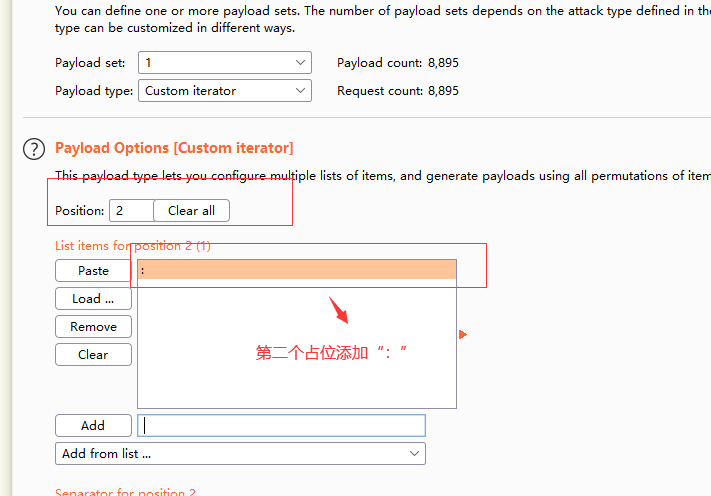 You can define one or more payload sets. The number of payload sets depends on the attack type defined in the
type can be customized in different ways.
Payload set: 1 Payload count: 8,895
Payload type: Custom iterator Request count: 8,895
? Payload Options [Custom iterator]
This payload type lets you configure multiple lists of items, and generate payloads using all permutations of item
Position: 2 Clear all
List items for position 2 (1)
Paste :
Load ...
Remove
Clear
第二个占位添加“：”
Add
Add from list ...
Separator for position 2